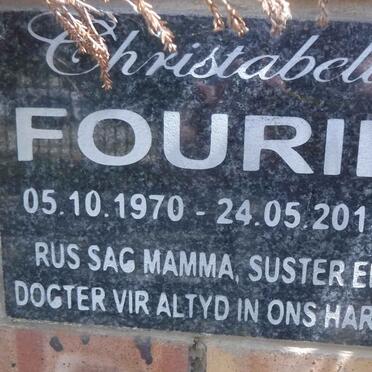 Christabell
FOURI
05.10.1970 - 24.05.201
RUS SAG MAMMA, SUSTER E
DOGTER VIR ALTYD IN ONS HAR